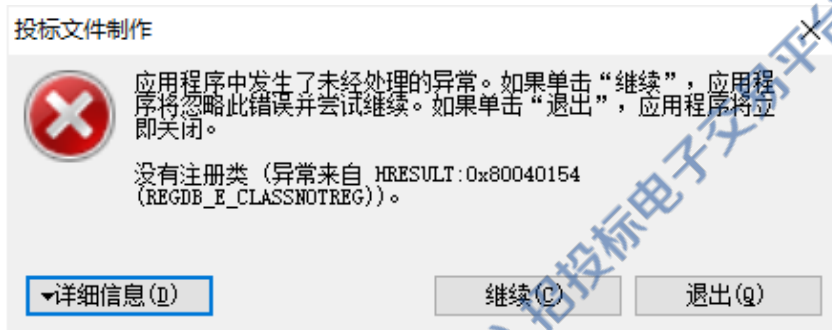 投标文件制作
应用程序中发生了未经处理的异常。如果单击“继续”，应用程
序将忽略此错误并尝试继续。如果单击“退出”，应用程序将立
即关闭。
没有注册类 (异常来自 HRESULT:0x80040154
(REGDB_E_CLASSNOTREG))。
详细信息(D)
继续(C)
退出(Q)
招投标电子交易平台